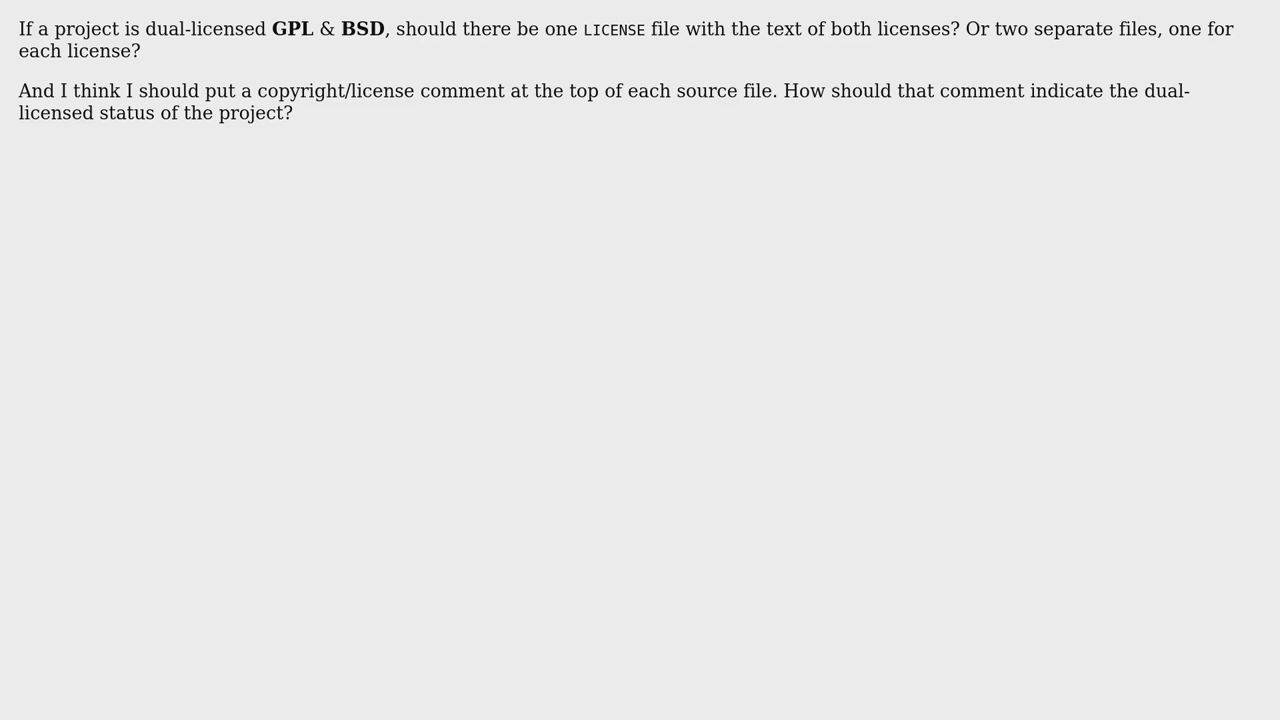 If a project is dual-licensed GPL & BSD, should there be one LICENSE file with the text of both licenses? Or two separate files, one for
each license?
And I think I should put a copyright/license comment at the top of each source file. How should that comment indicate the dual-
licensed status of the project?